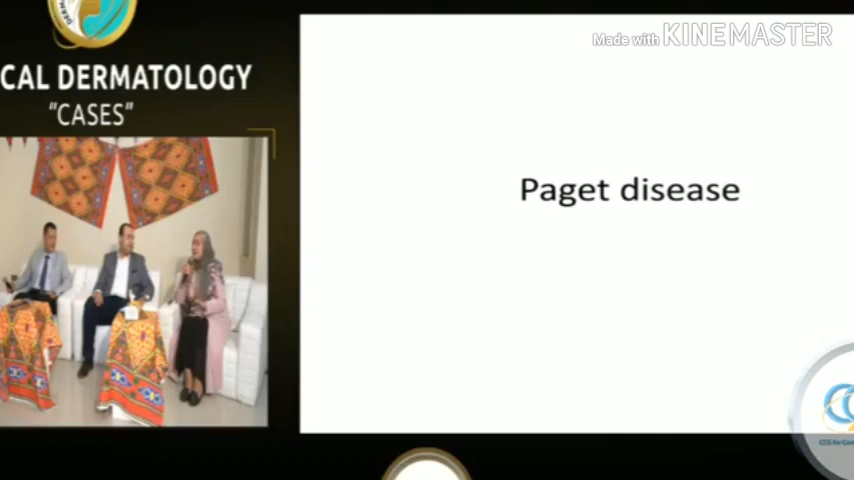 CAL DERMATOLOGY
"CASES"
Made with KINEMASTER
Paget disease